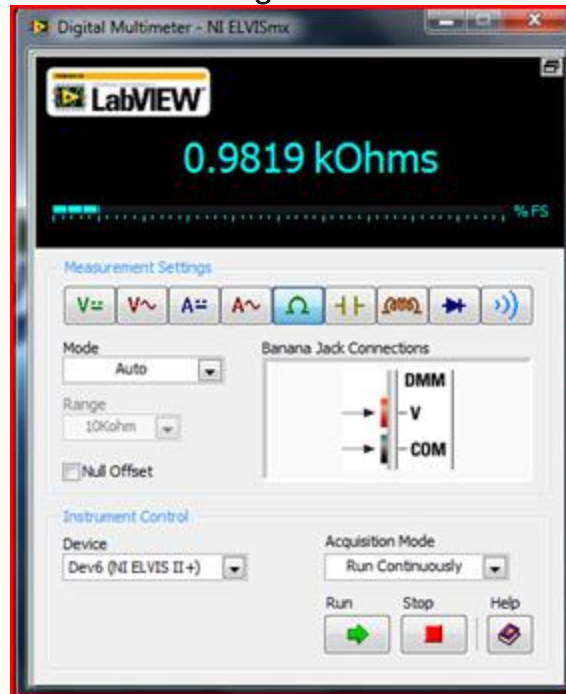 Digital Multimeter - NI ELVISmx
LabVIEW
0.9819 kOhms
% FS
Measurement Settings
V
V
A
A
Ω
Mode
Banana Jack Connections
Auto
DMM
V
COM
Range
10Kohm
Null Offset
Instrument Control
Device
Acquisition Mode
Dev6 (NI ELVIS II+)
Run Continuously
Run Stop Help